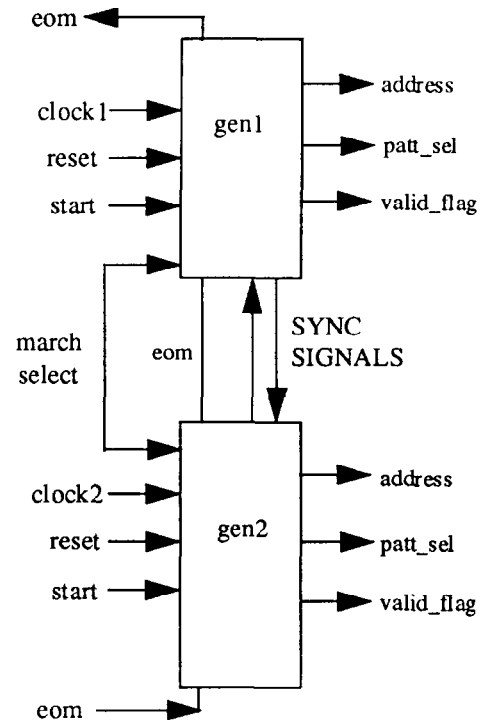 eom
clock1
reset
start
gen1
address
patt_sel
valid_flag
march
select
eom
SYNC
SIGNALS
clock2
reset
start
gen2
address
patt_sel
valid_flag
eom